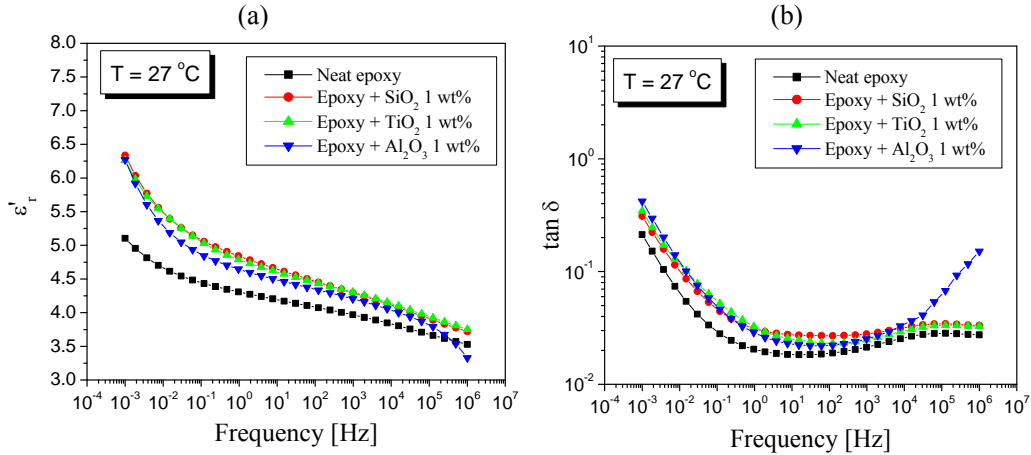 (a)
8.0
7.5
7.0
6.5
6.0
5.5
5.0
4.5
4.0
3.5
3.0
ε'r
T = 27 °C
Neat epoxy
Epoxy + SiO₂ 1 wt%
Epoxy + TiO₂ 1 wt%
Epoxy + Al₂O₃ 1 wt%
10⁻⁴ 10⁻³ 10⁻² 10⁻¹ 10⁰ 10¹ 10² 10³ 10⁴ 10⁵ 10⁶ 10⁷
Frequency [Hz]
(b)
10¹
10⁰
10⁻¹
10⁻²
tan δ
T = 27 °C
Neat epoxy
Epoxy + SiO₂ 1 wt%
Epoxy + TiO₂ 1 wt%
Epoxy + Al₂O₃ 1 wt%
10⁻⁴ 10⁻³ 10⁻² 10⁻¹ 10⁰ 10¹ 10² 10³ 10⁴ 10⁵ 10⁶ 10⁷
Frequency [Hz]